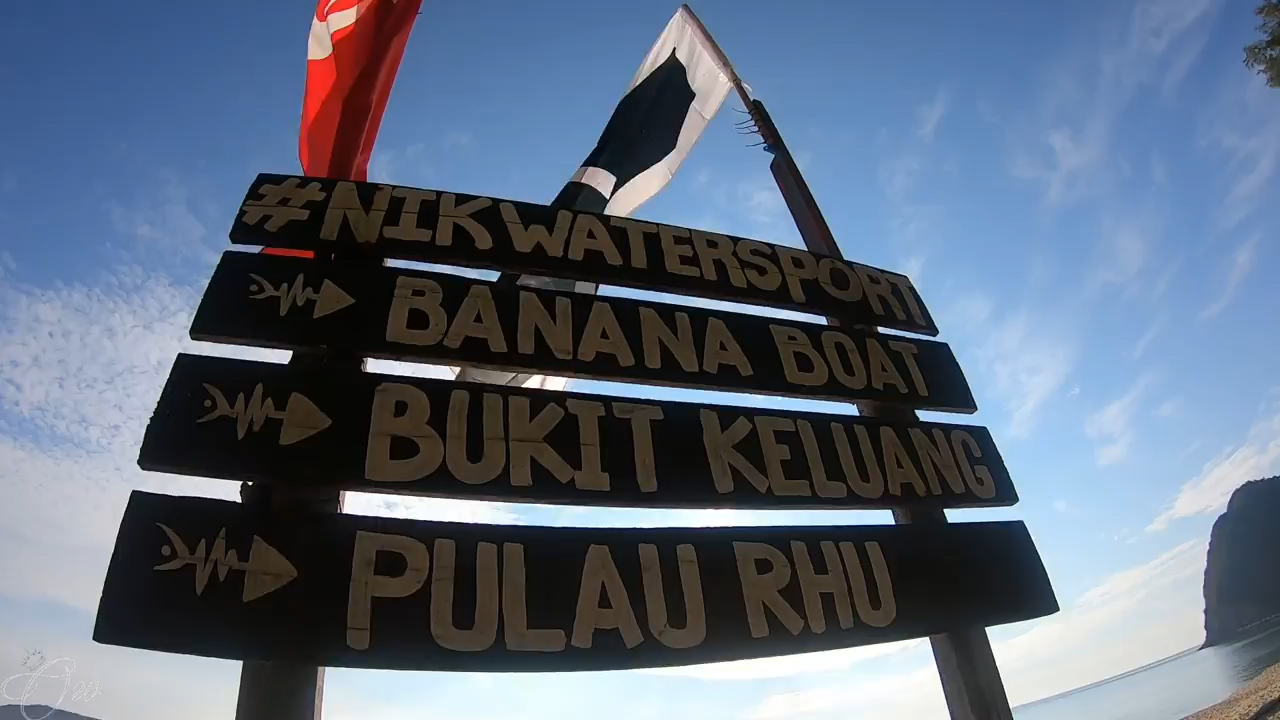 #NIKWATERSPORT
BANANA BOAT
BUKIT KELUANG
PULAU RHU